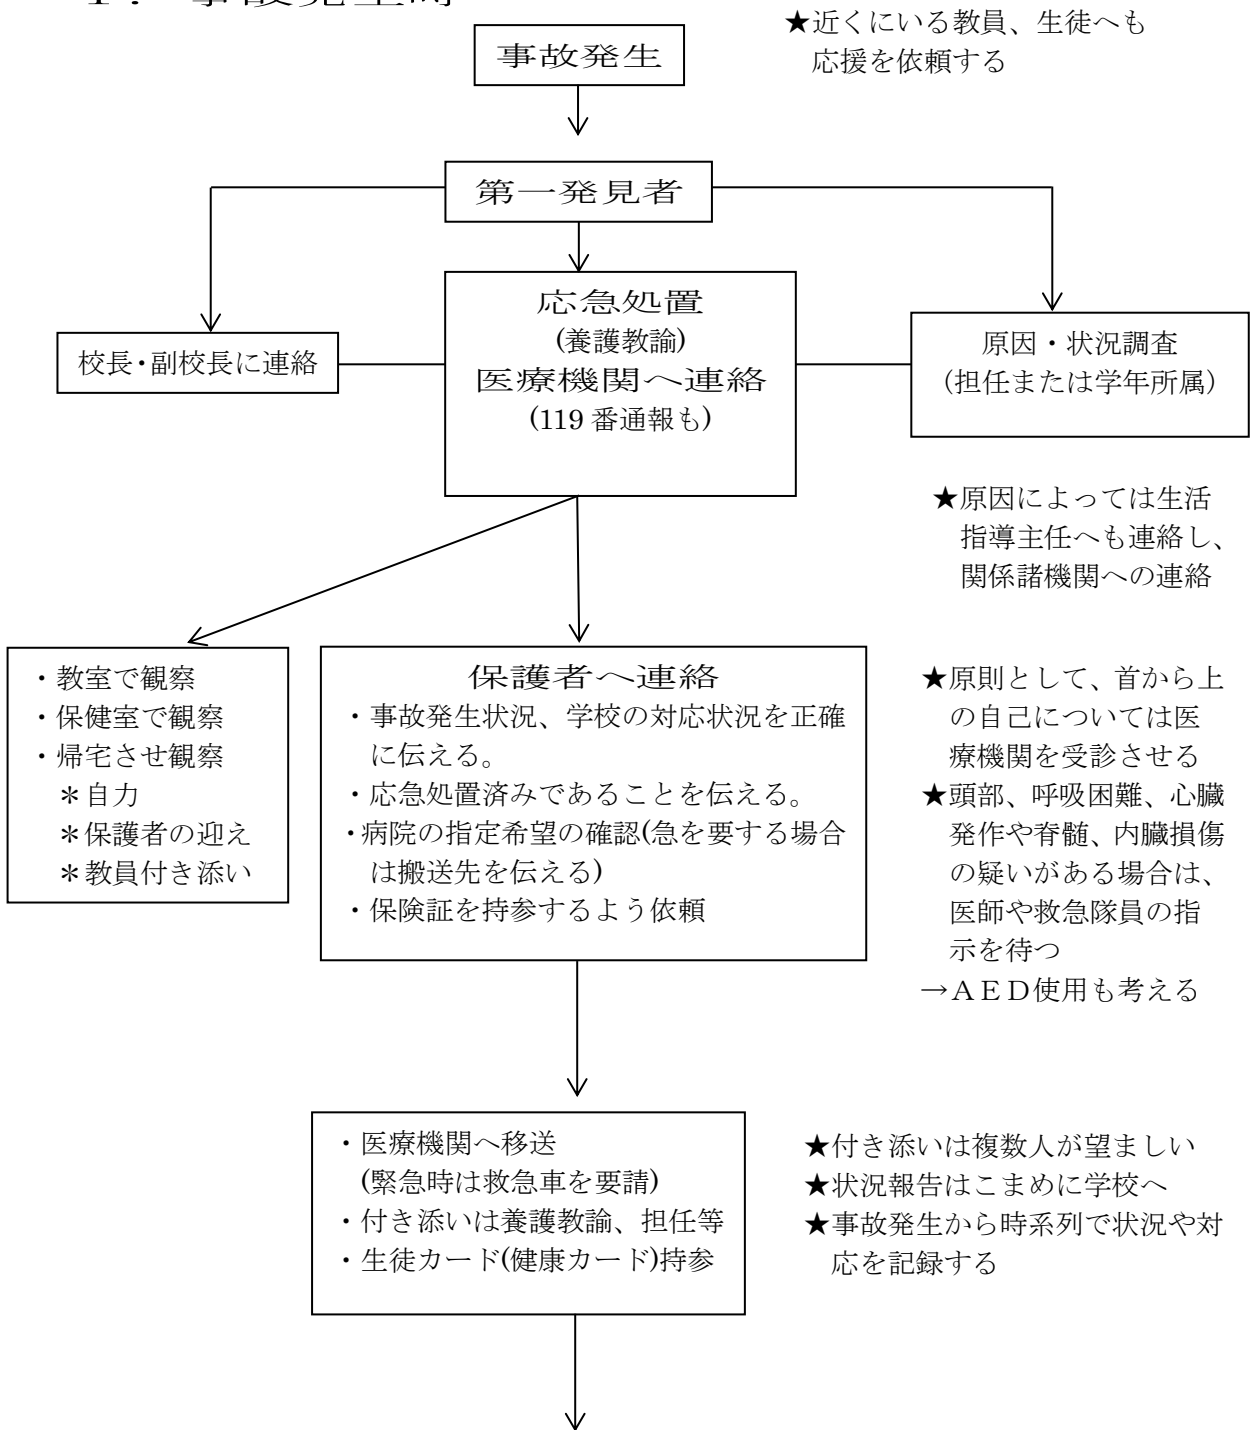 1．事故発生時
★近くにいる教員、生徒へも
応援を依頼する
事故発生
第一発見者
応急処置
(養護教諭)
医療機関へ連絡
(119 番通報も)
校長・副校長に連絡
原因・状況調査
（担任または学年所属）
★原因によっては生活
指導主任へも連絡し、
関係諸機関への連絡
・教室で観察
・保健室で観察
・帰宅させ観察
＊自力
＊保護者の迎え
＊教員付き添い
保護者へ連絡
・事故発生状況、学校の対応状況を正確
に伝える。
・応急処置済みであることを伝える。
・病院の指定希望の確認(急を要する場合
は搬送先を伝える)
・保険証を持参するよう依頼
★原則として、首から上
の自己については医
療機関を受診させる
★頭部、呼吸困難、心臓
発作や脊髄、内臓損傷
の疑いがある場合は、
医師や救急隊員の指
示を待つ
→ＡＥＤ使用も考える
・医療機関へ移送
(緊急時は救急車を要請)
・付き添いは養護教諭、担任等
・生徒カード(健康カード)持参
★付き添いは複数人が望ましい
★状況報告はこまめに学校へ
★事故発生から時系列で状況や対
応を記録する